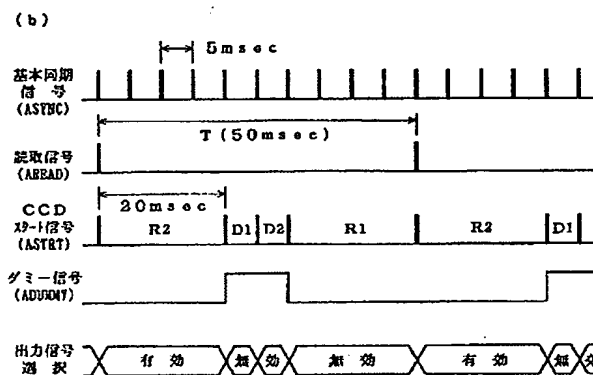 (b)
5msec
基本同期
信号
(ASYNC)
T(50msec)
読取信号
(AREAD)
20msec
CCD
スタート信号
(ASTRT)
R2 D1 D2 R1 R2 D1
ダミー信号
(ADUMMY)
出力信号
選択
有効 無 効 無効 有効 無 効